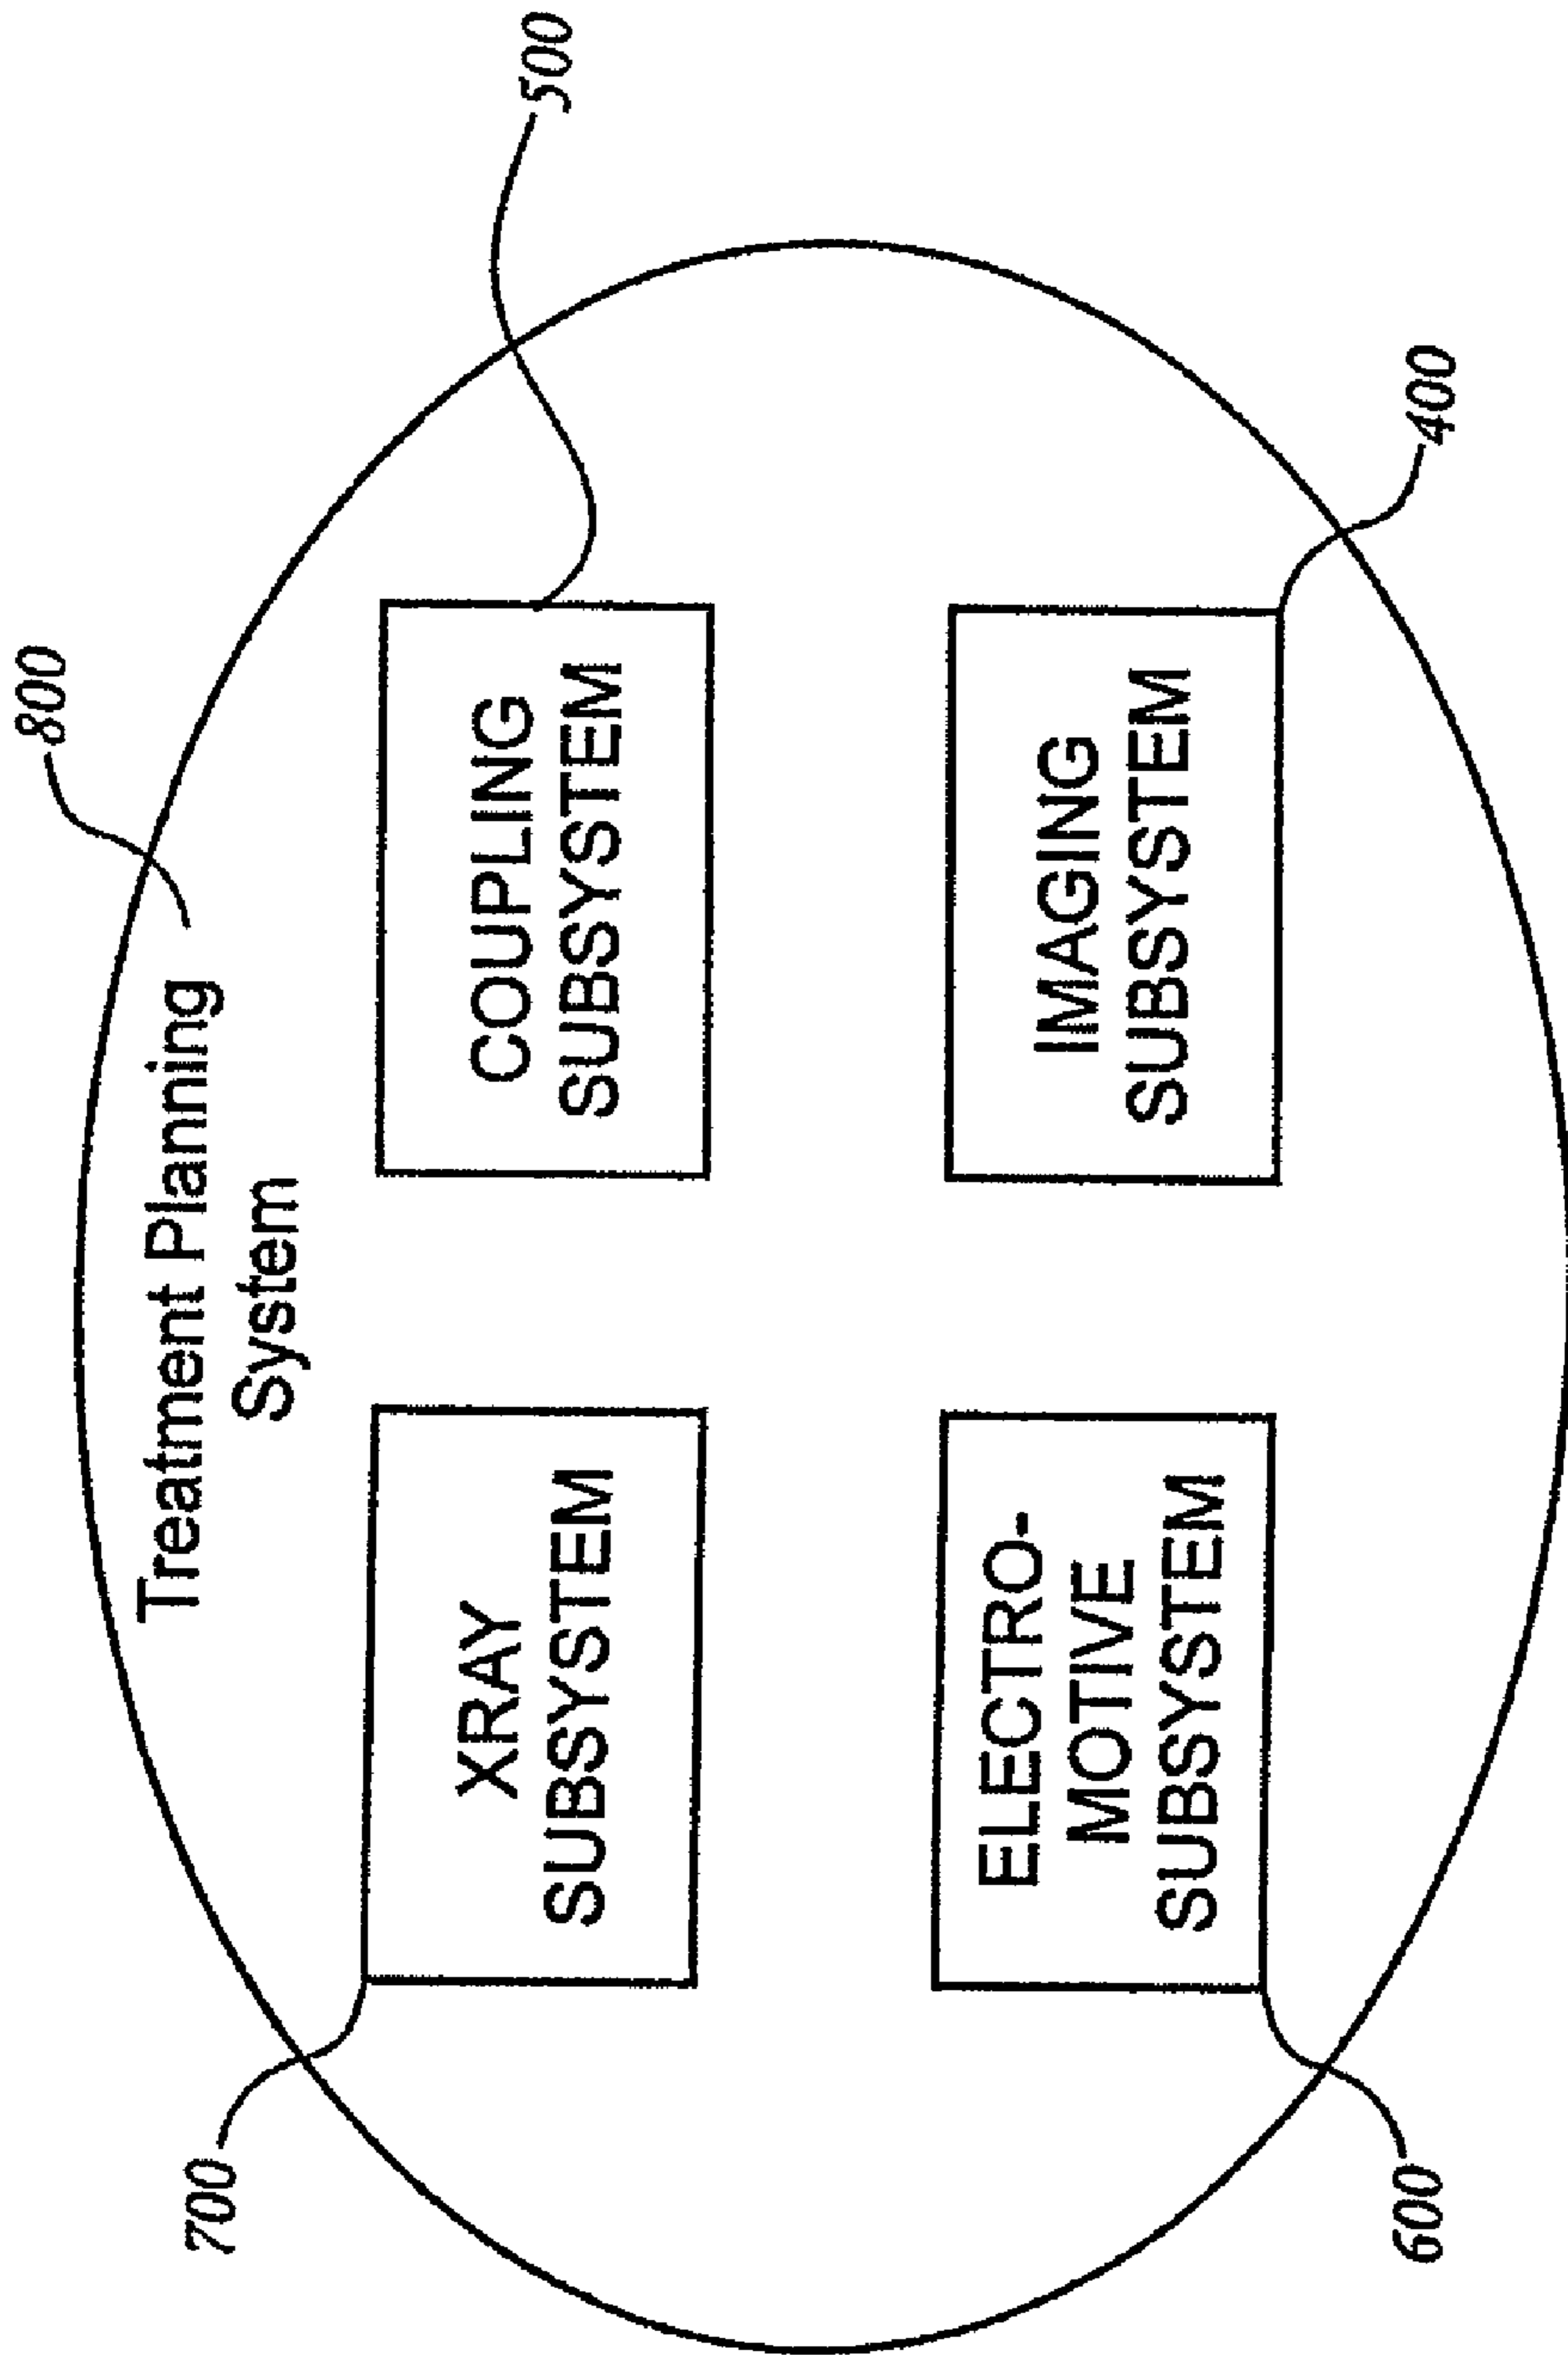 800
Treatment Planning
System
500
700
XRAY
SUBSYSTEM
COUPLING
SUBSYSTEM
ELECTRO-
MOTIVE
SUBSYSTEM
IMAGING
SUBSYSTEM
600
400